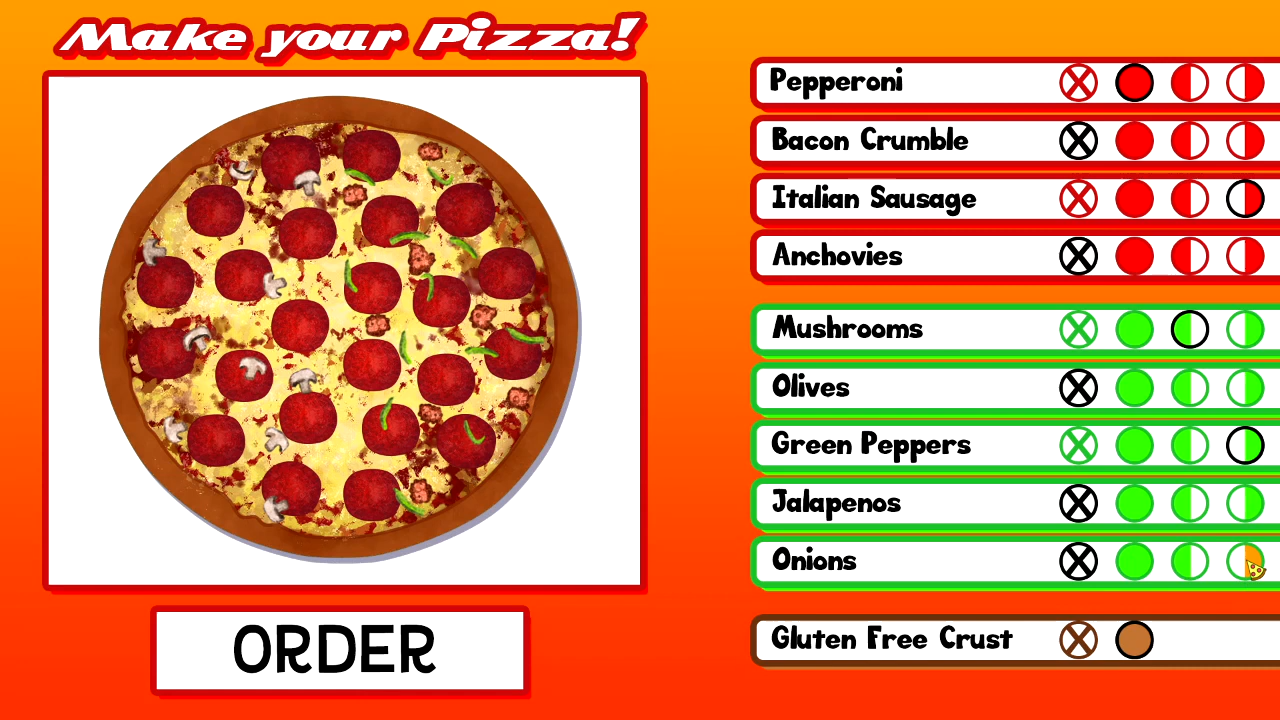 Make your Pizza!
Pepperoni
Bacon Crumble
Italian Sausage
Anchovies
Mushrooms
Olives
Green Peppers
Jalapenos
Onions
Gluten Free Crust
ORDER